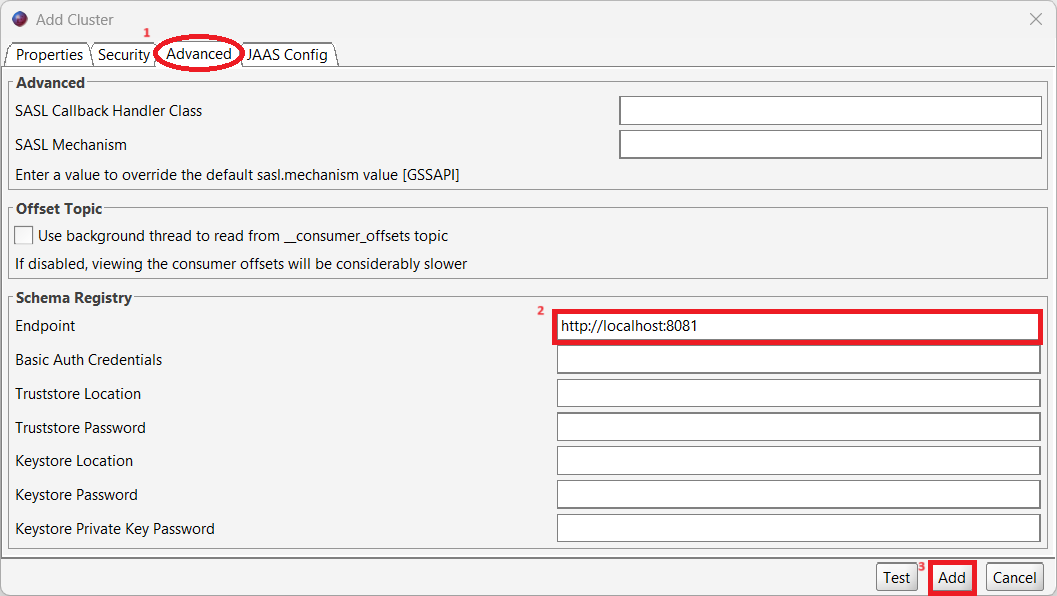 Add Cluster
1
Properties Security Advanced JAAS Config
Advanced
SASL Callback Handler Class
SASL Mechanism
Enter a value to override the default sasl.mechanism value [GSSAPI]
Offset Topic
Use background thread to read from __consumer_offsets topic
If disabled, viewing the consumer offsets will be considerably slower
Schema Registry
2
Endpoint http://localhost:8081
Basic Auth Credentials
Truststore Location
Truststore Password
Keystore Location
Keystore Password
Keystore Private Key Password
3
Test Add Cancel